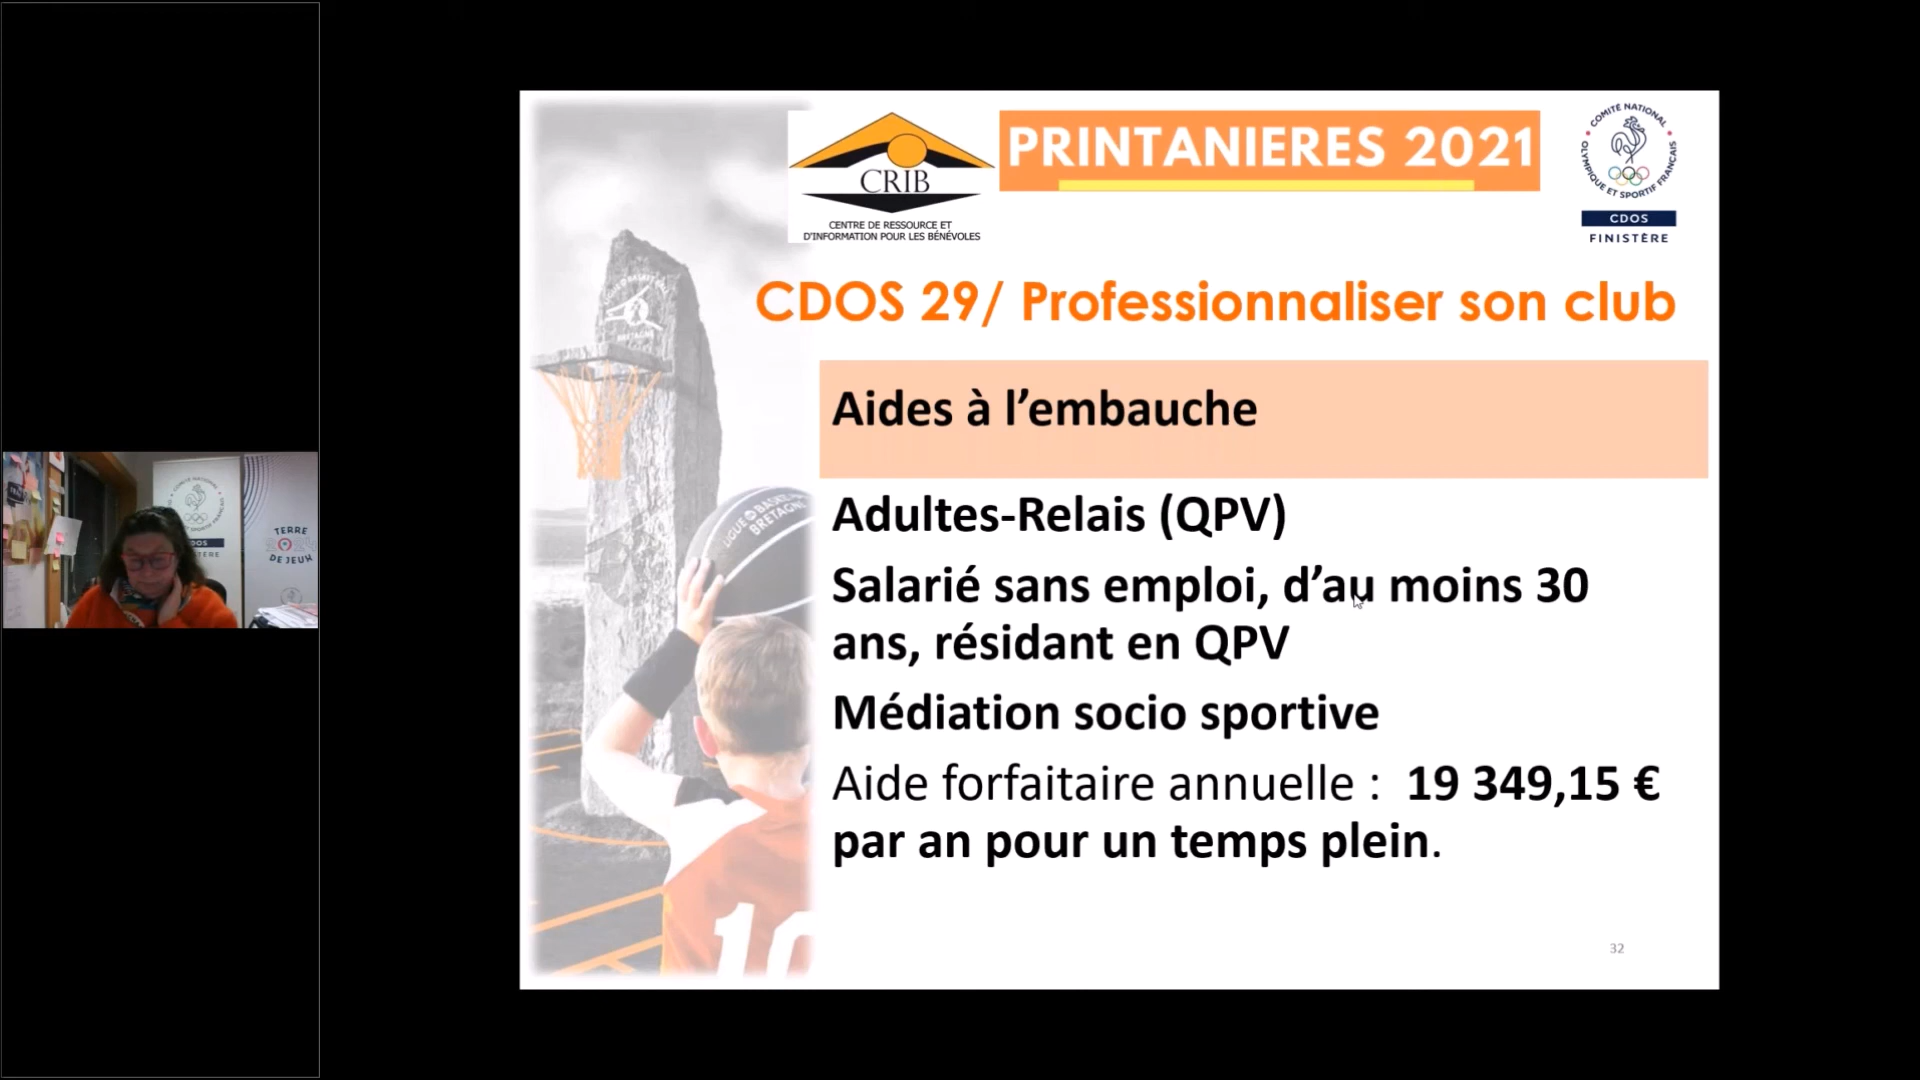 CRIB
CENTRE DE RESSOURCE ET
D'INFORMATION POUR LES BÉNÉVOLES
PRINTANIERES 2021
COMITÉ NATIONAL
OLYMPIQUE ET SPORTIF FRANÇAIS
CDOS
FINISTÈRE
CDOS 29/ Professionnaliser son club
Aides à l’embauche
Adultes-Relais (QPV)
Salarié sans emploi, d’au moins 30
ans, résidant en QPV
Médiation socio sportive
Aide forfaitaire annuelle : 19 349,15 €
par an pour un temps plein.
32
BRETAGNE
LIGUE BASKET
BRETAGNE
10
TERRE
DE JEUX